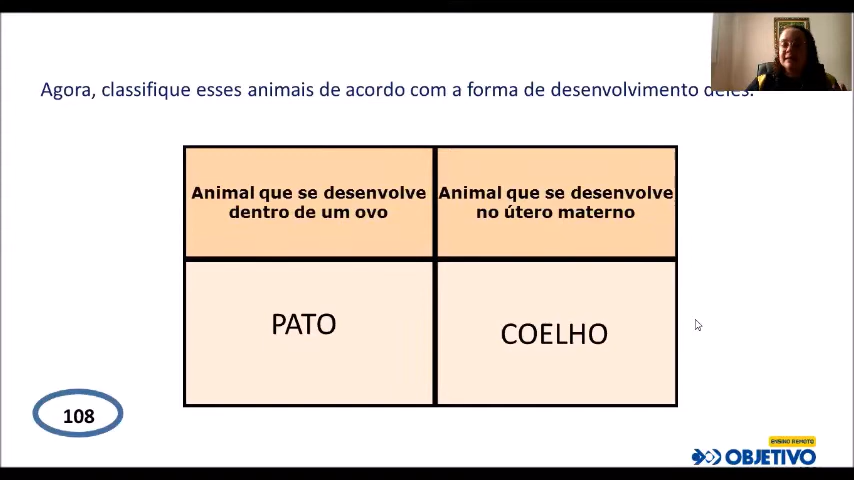 Agora, classifique esses animais de acordo com a forma de desenvolvimento deles.
Animal que se desenvolve
dentro de um ovo
Animal que se desenvolve
no útero materno
PATO
COELHO
108
ENSINO REMOTO
OBJETIVO